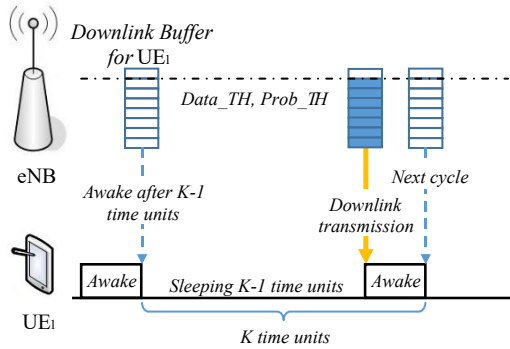 Downlink Buffer
for UE1
Data_TH, Prob_TH
eNB
Awake after K-1
time units
Next cycle
Downlink
transmission
Awake
Sleeping K-1 time units
Awake
UE1
K time units